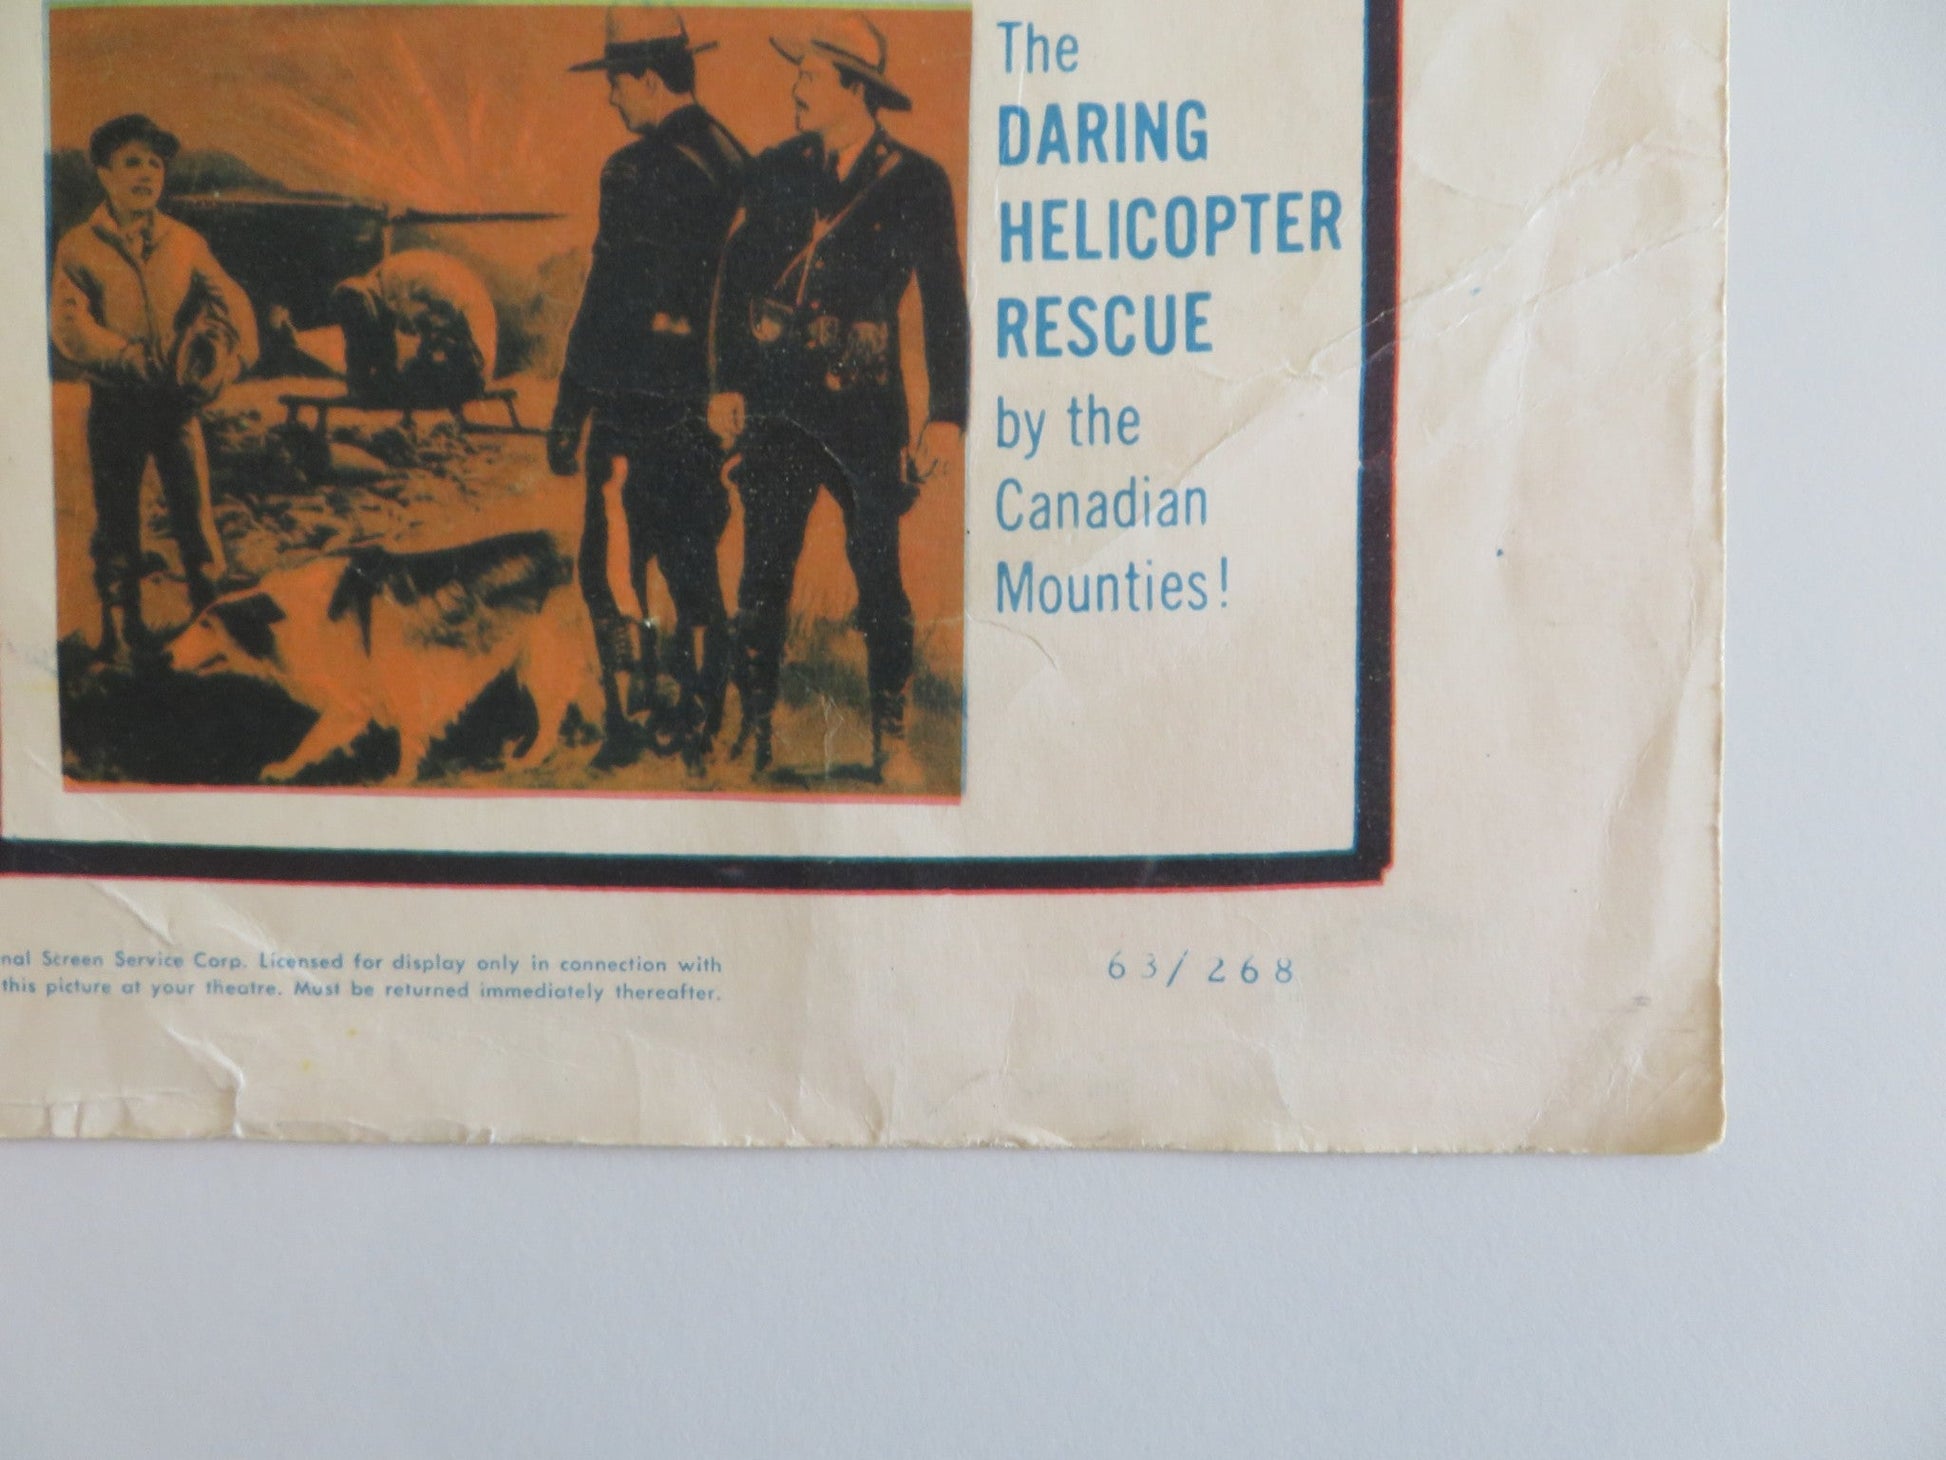 The
DARING
HELICOPTER
RESCUE
by the
Canadian
Mounties!
nal Screen Service Corp. Licensed for display only in connection with
this picture at your theatre. Must be returned immediately thereafter.
63/268